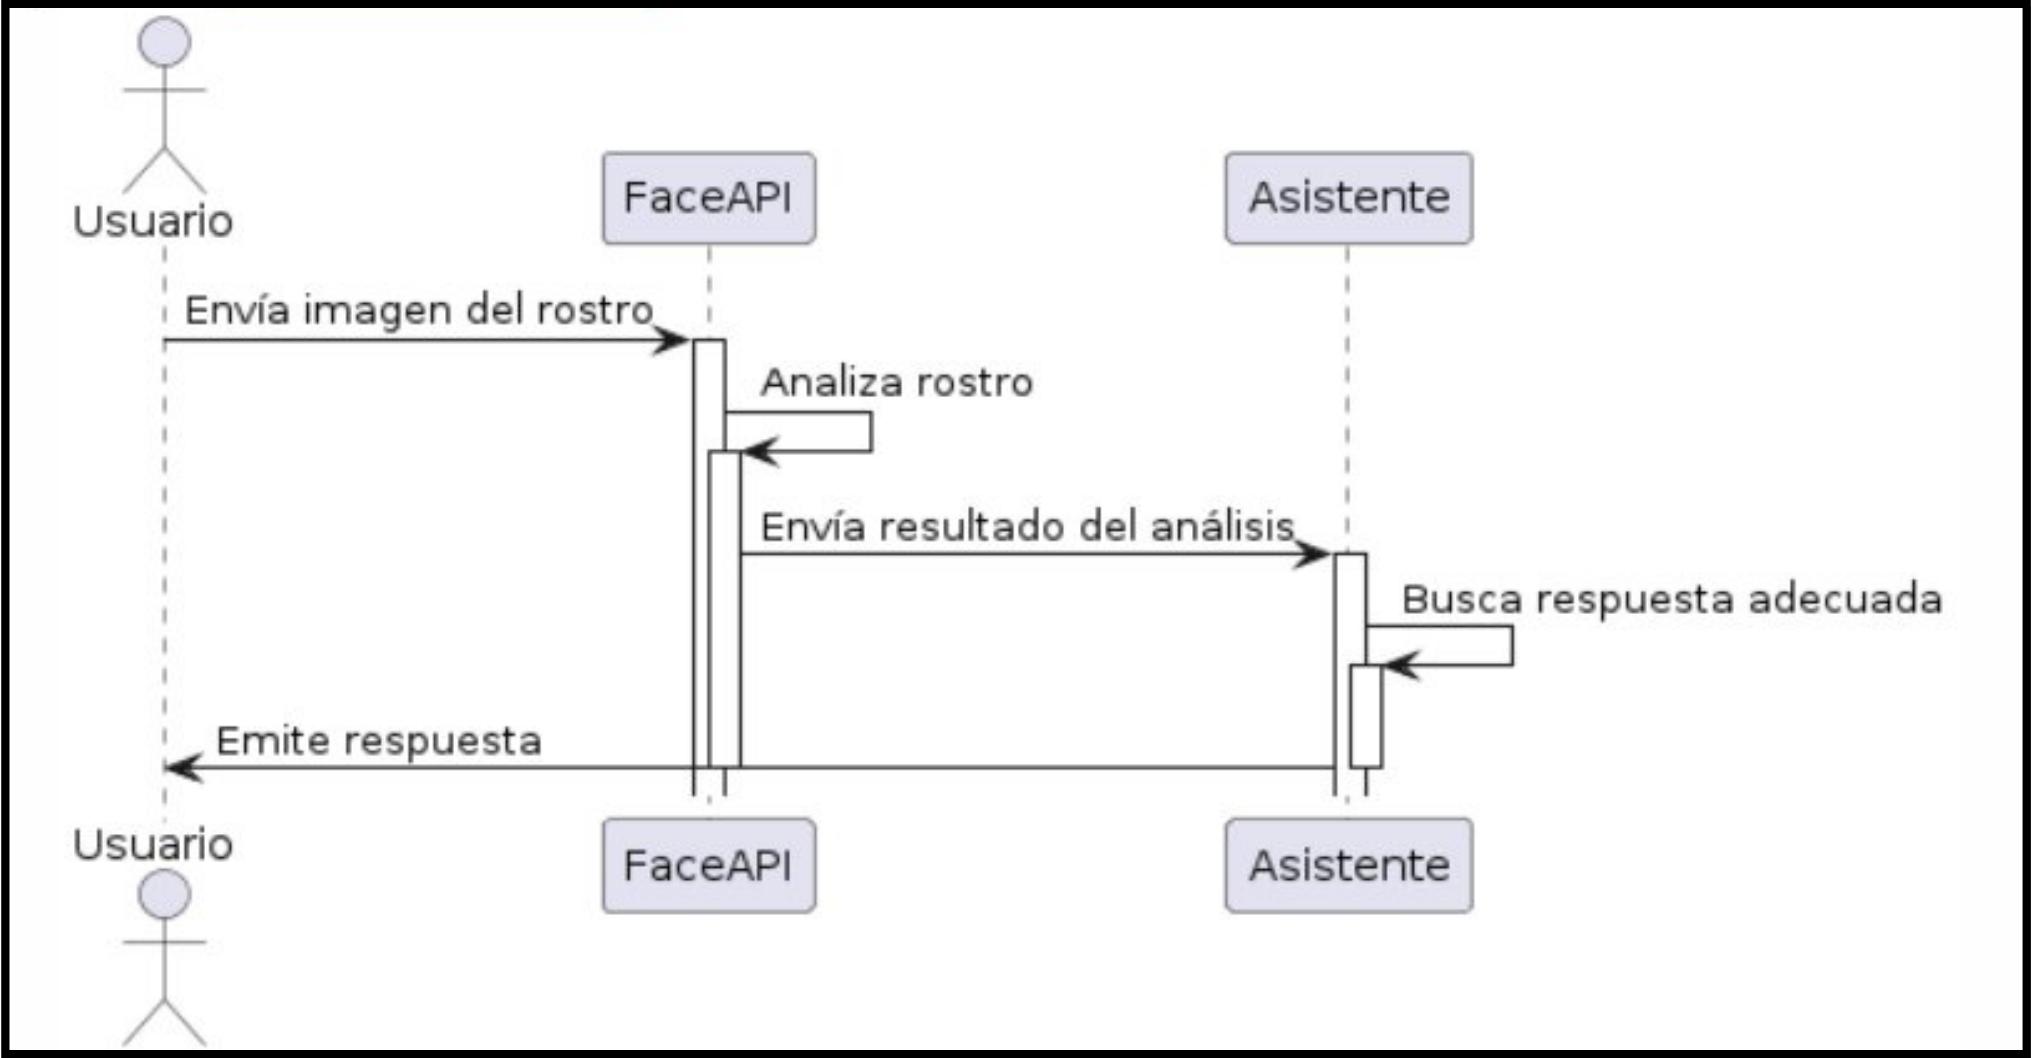 Usuario
FaceAPI
Asistente
Envía imagen del rostro
Analiza rostro
Envía resultado del análisis
Busca respuesta adecuada
Emite respuesta
Usuario
FaceAPI
Asistente